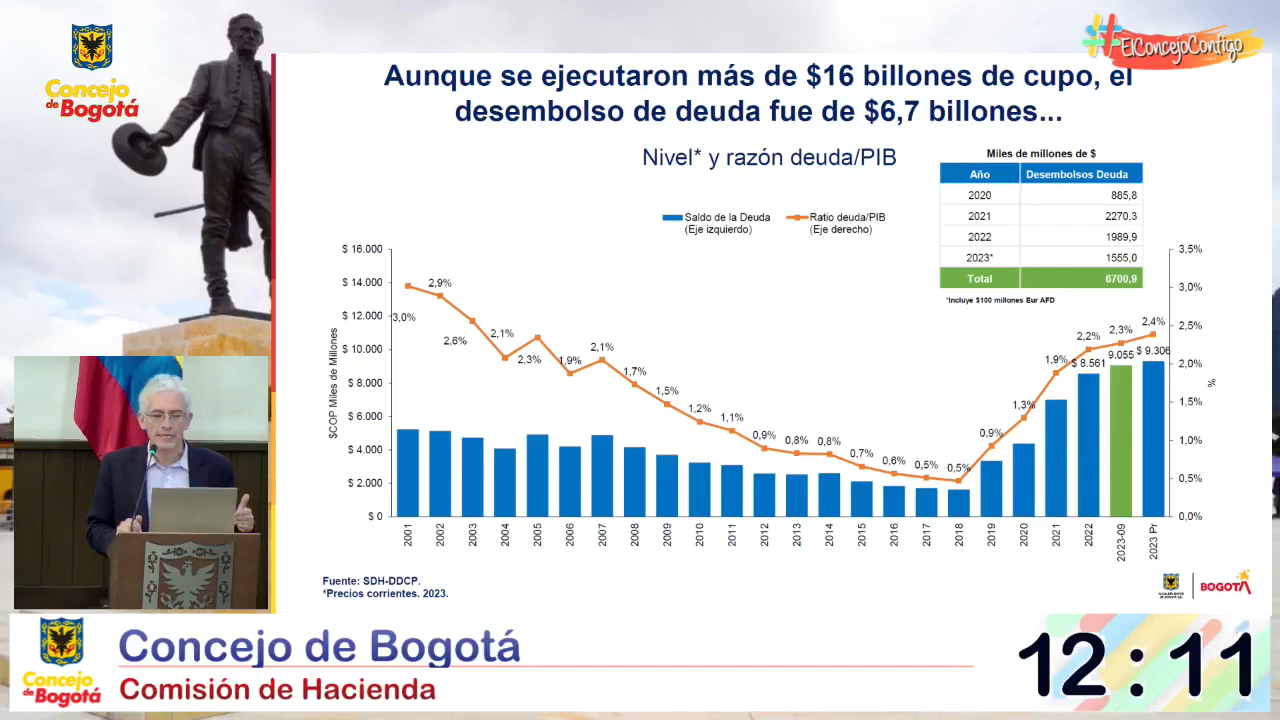 Concejo
de Bogotá
#ElConcejoContigo
Aunque se ejecutaron más de $16 billones de cupo, el
desembolso de deuda fue de $6,7 billones...
Nivel* y razón deuda/PIB
Miles de millones de $
Año Desembolsos Deuda
2020 885,8
2021 2270,3
2022 1989,9
2023* 1555,0
Total 6700,9
*Incluye $100 millones Eur AFD
Saldo de la Deuda
(Eje izquierdo)
Ratio deuda/PIB
(Eje derecho)
$COP Miles de Millones
$ 16.000
$ 14.000
$ 12.000
$ 10.000
$ 8.000
$ 6.000
$ 4.000
$ 2.000
$ 0
3,0%
2,9%
2,6%
2,1%
2,3%
1,9%
2,1%
1,7%
1,5%
1,2%
1,1%
0,9%
0,8%
0,8%
0,7%
0,6%
0,5%
0,5%
0,9%
1,3%
1,9%
2,2%
2,3%
2,4%
$ 8.561
9.055
$ 9.306
3,5%
3,0%
2,5%
2,0%
1,5%
1,0%
0,5%
0,0%
%
2001
2002
2003
2004
2005
2006
2007
2008
2009
2010
2011
2012
2013
2014
2015
2016
2017
2018
2019
2020
2021
2022
2023-09
2023 Pr
Fuente: SDH-DDCP.
*Precios corrientes. 2023.
ALCALDÍA MAYOR
DE BOGOTÁ D.C.
BOGOTÁ
Concejo
de Bogotá
Concejo de Bogotá
Comisión de Hacienda
12:11